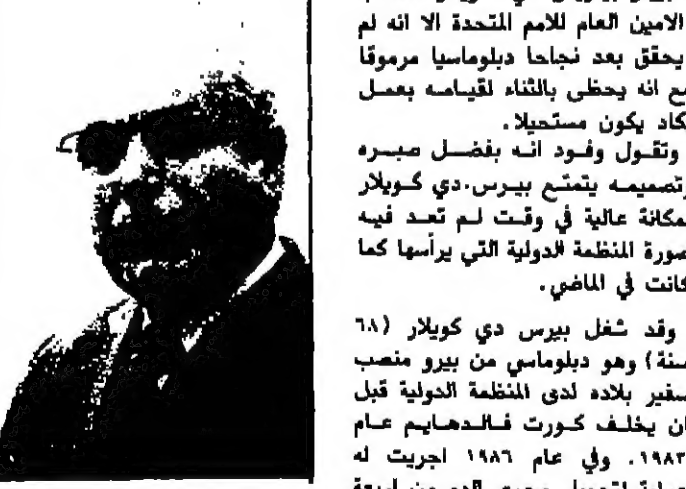 الامين العام للامم المتحدة الا انه لم
يحقق بعد نجاحا دبلوماسيا مرموقا
مع انه يحظى بالثناء لقيامه بعمل
يكاد يكون مستحيلا.
وتقول وفود انه بفضل صبره
وتصميمه يتمتع بيرس.دي كويلار
بمكانة عالية في وقت لم تعد فيه
صورة المنظمة الدولية التي يرأسها كما
كانت في الماضي.
وقد شغل بيرس دي كويلار (٦٨
سنة) وهو دبلوماسي من بيرو منصب
سفير بلاده لدى المنظمة الدولية قبل
ان يخلف كورت فالدهايم عام
١٩٨٣. وفي عام ١٩٨٦ اجريت له